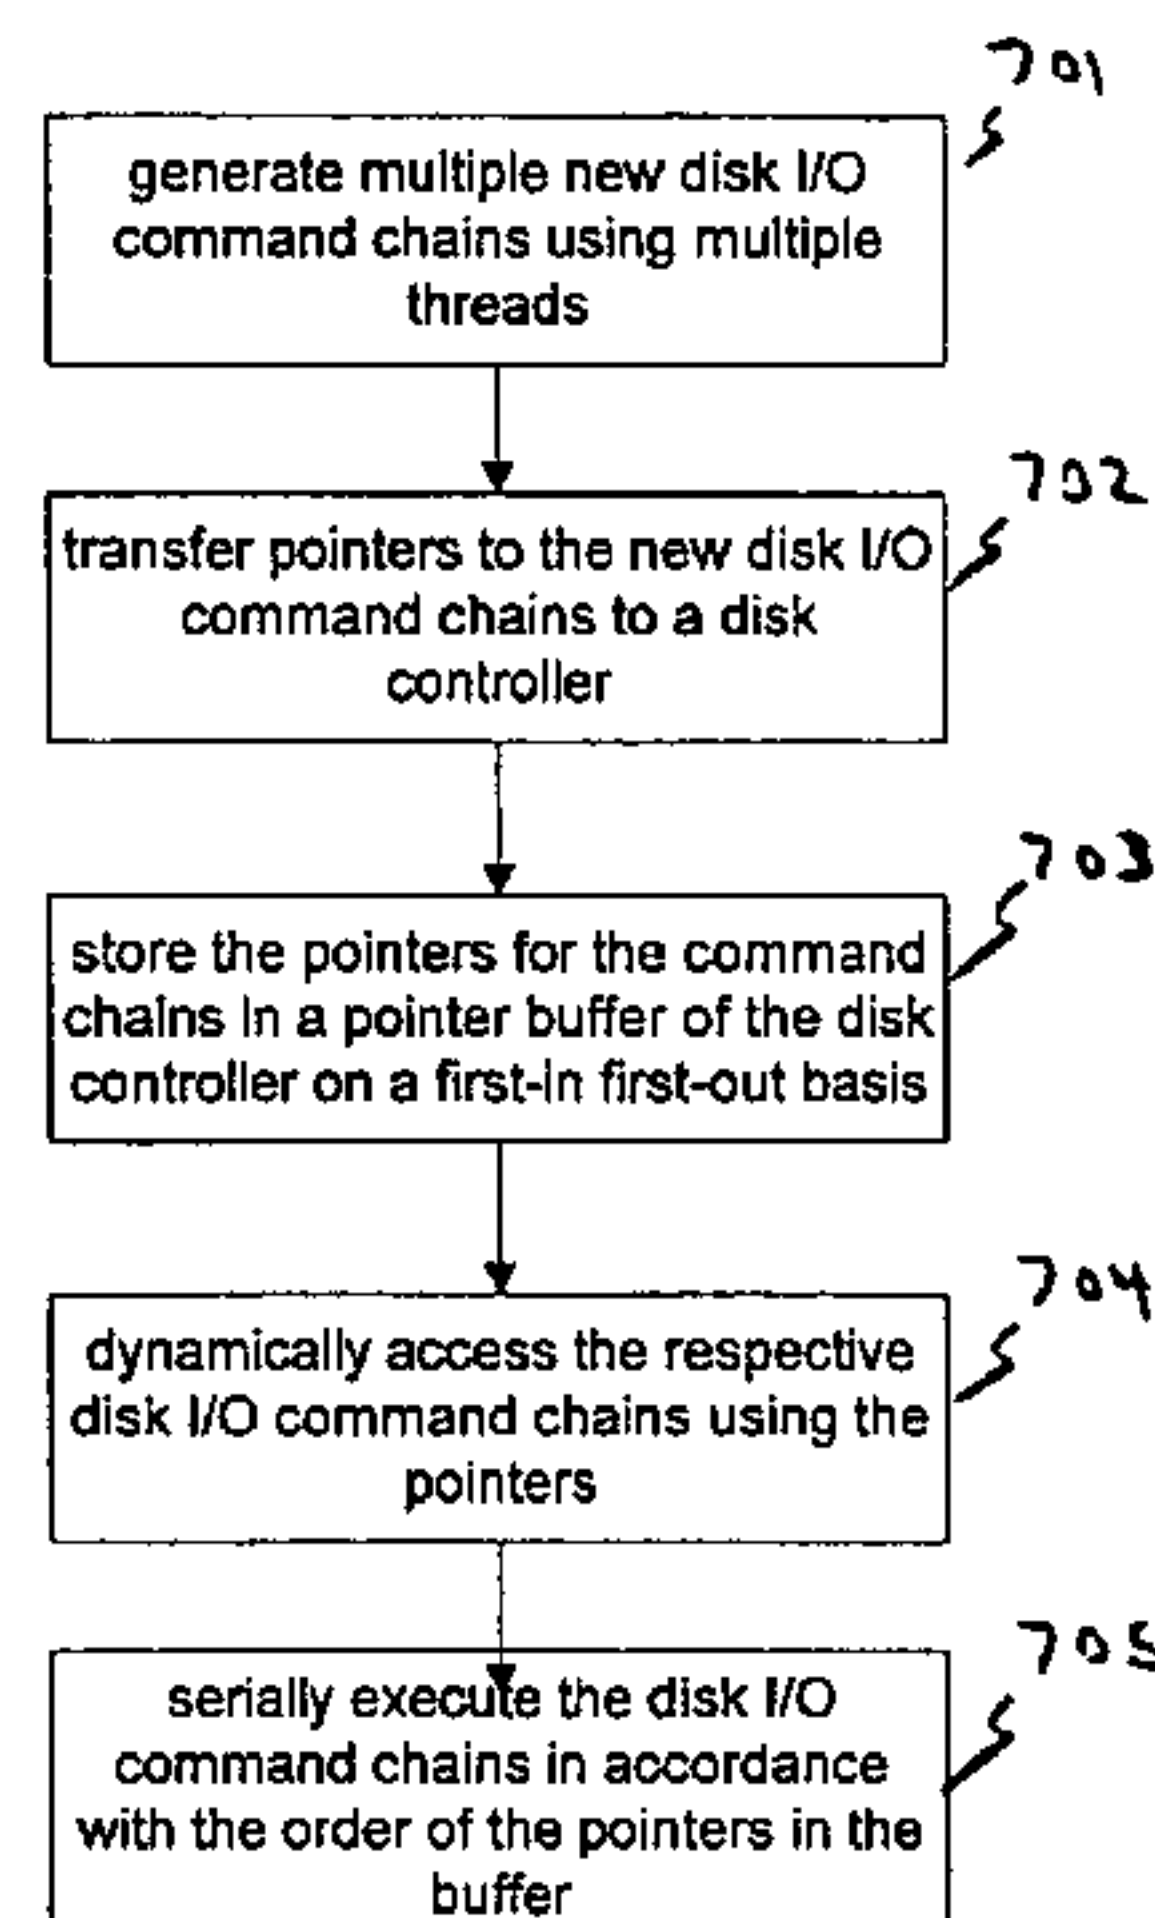 701
generate multiple new disk I/O
command chains using multiple
threads
702
transfer pointers to the new disk I/O
command chains to a disk
controller
703
store the pointers for the command
chains in a pointer buffer of the disk
controller on a first-in first-out basis
704
dynamically access the respective
disk I/O command chains using the
pointers
705
serially execute the disk I/O
command chains in accordance
with the order of the pointers in the
buffer